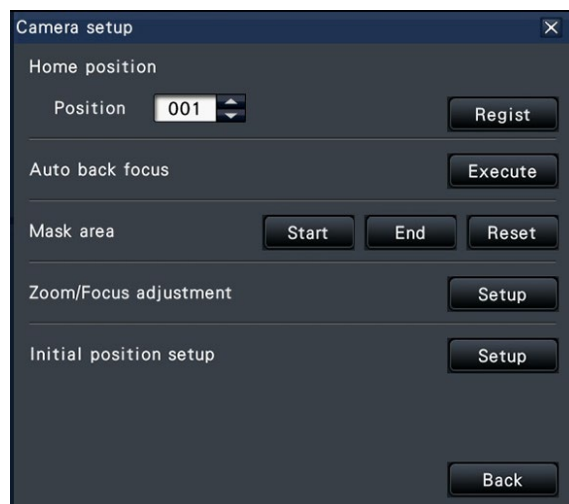 Camera setup
Home position
Position 001 Regist
Auto back focus Execute
Mask area Start End Reset
Zoom/Focus adjustment Setup
Initial position setup Setup
Back